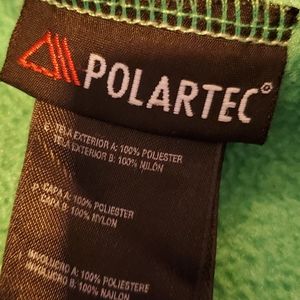 POLARTEC®
E: TELA EXTERIOR A: 100% POLIESTER
TELA EXTERIOR B: 100% NAILON
P: CAPA A: 100% POLIESTER
CAPA B: 100% NYLON
INVOLUCRO A: 100% POLIESTERE
INVOLUCRO B: 100% NAILON